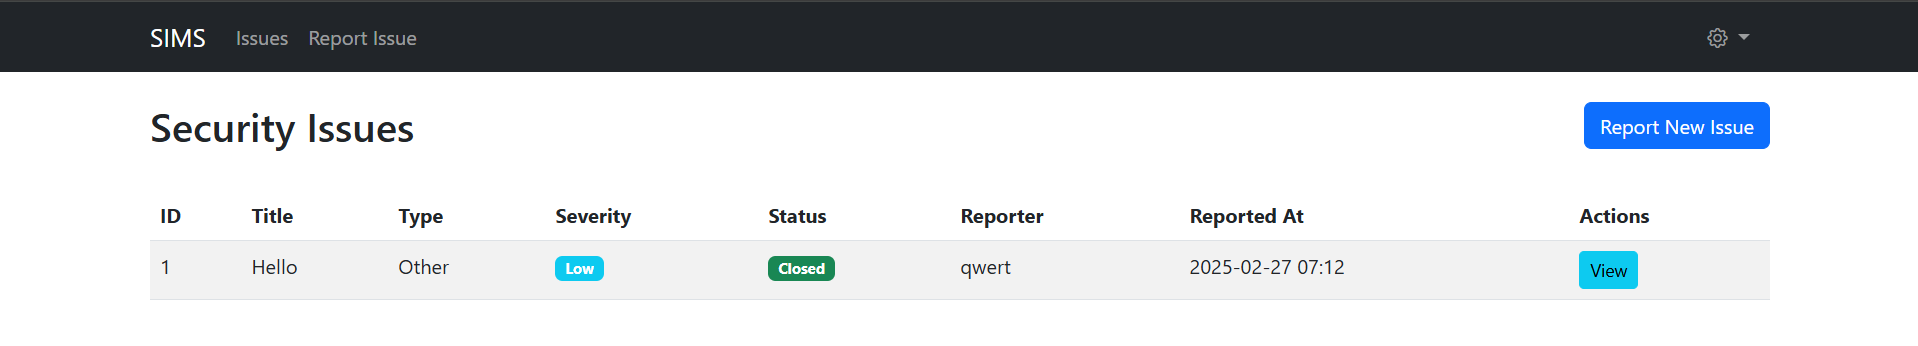 SIMS Issues Report Issue
Security Issues
Report New Issue
ID Title Type Severity Status Reporter Reported At Actions
1 Hello Other Low Closed qwert 2025-02-27 07:12 View